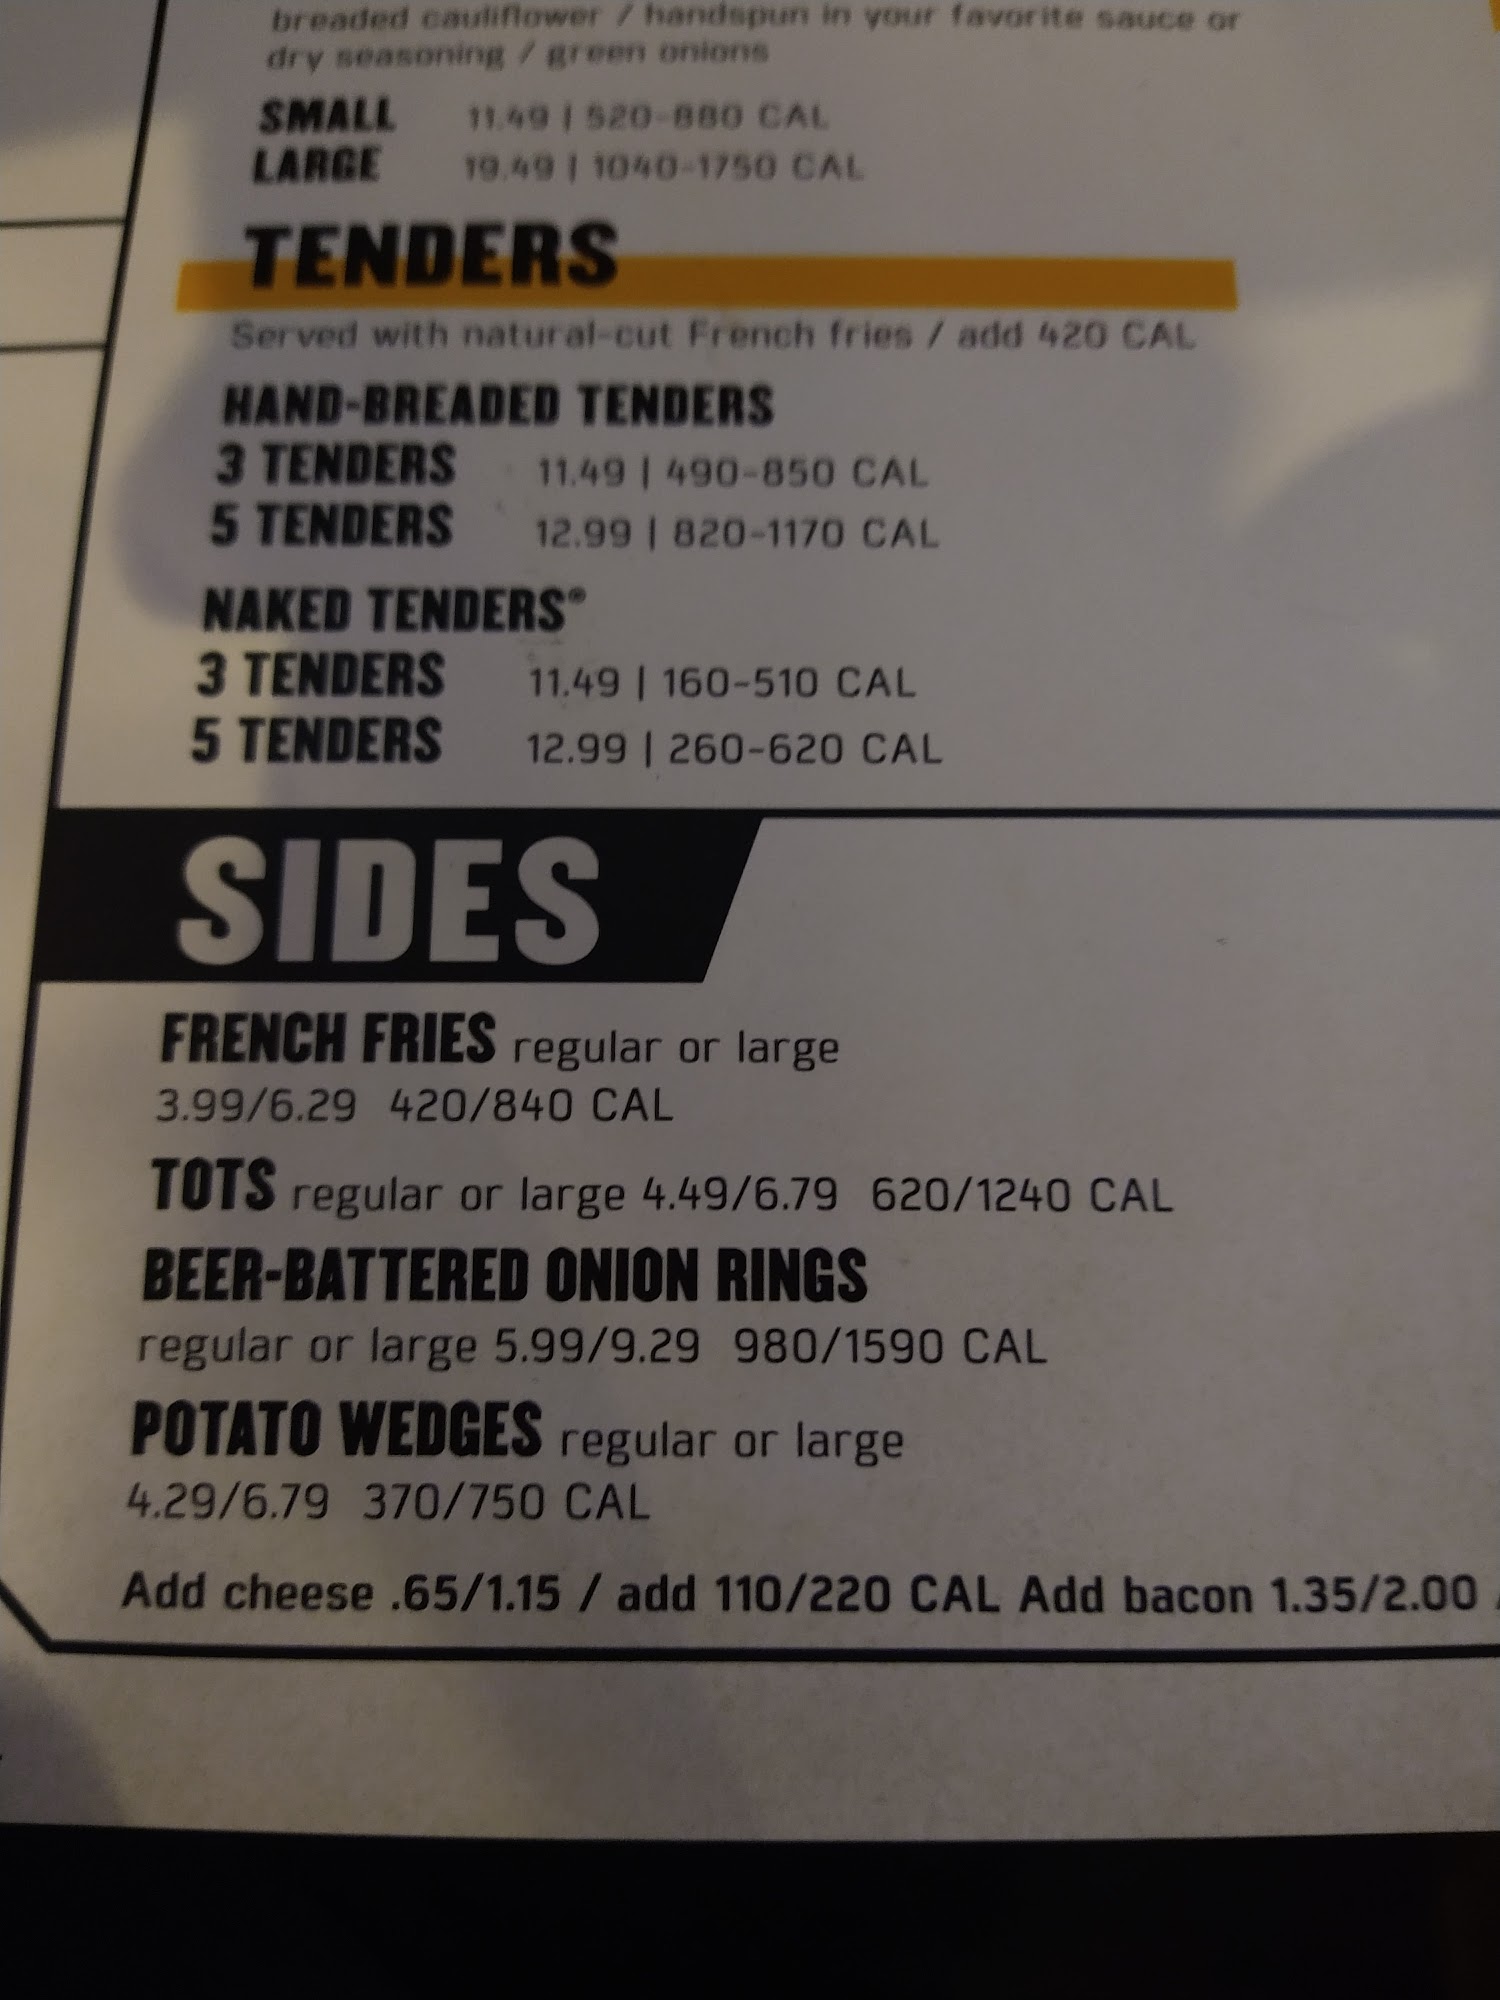 breaded cauliflower / handspun in your favorite sauce or
dry seasoning / green onions
SMALL 11.49 | 520-880 CAL
LARGE 19.49 | 1040-1750 CAL
TENDERS
Served with natural-cut French fries / add 420 CAL
HAND-BREADED TENDERS
3 TENDERS 11.49 | 490-850 CAL
5 TENDERS 12.99 | 820-1170 CAL
NAKED TENDERS®
3 TENDERS 11.49 | 160-510 CAL
5 TENDERS 12.99 | 260-620 CAL
SIDES
FRENCH FRIES regular or large
3.99/6.29 420/840 CAL
TOTS regular or large 4.49/6.79 620/1240 CAL
BEER-BATTERED ONION RINGS
regular or large 5.99/9.29 980/1590 CAL
POTATO WEDGES regular or large
4.29/6.79 370/750 CAL
Add cheese .65/1.15 / add 110/220 CAL Add bacon 1.35/2.00 /